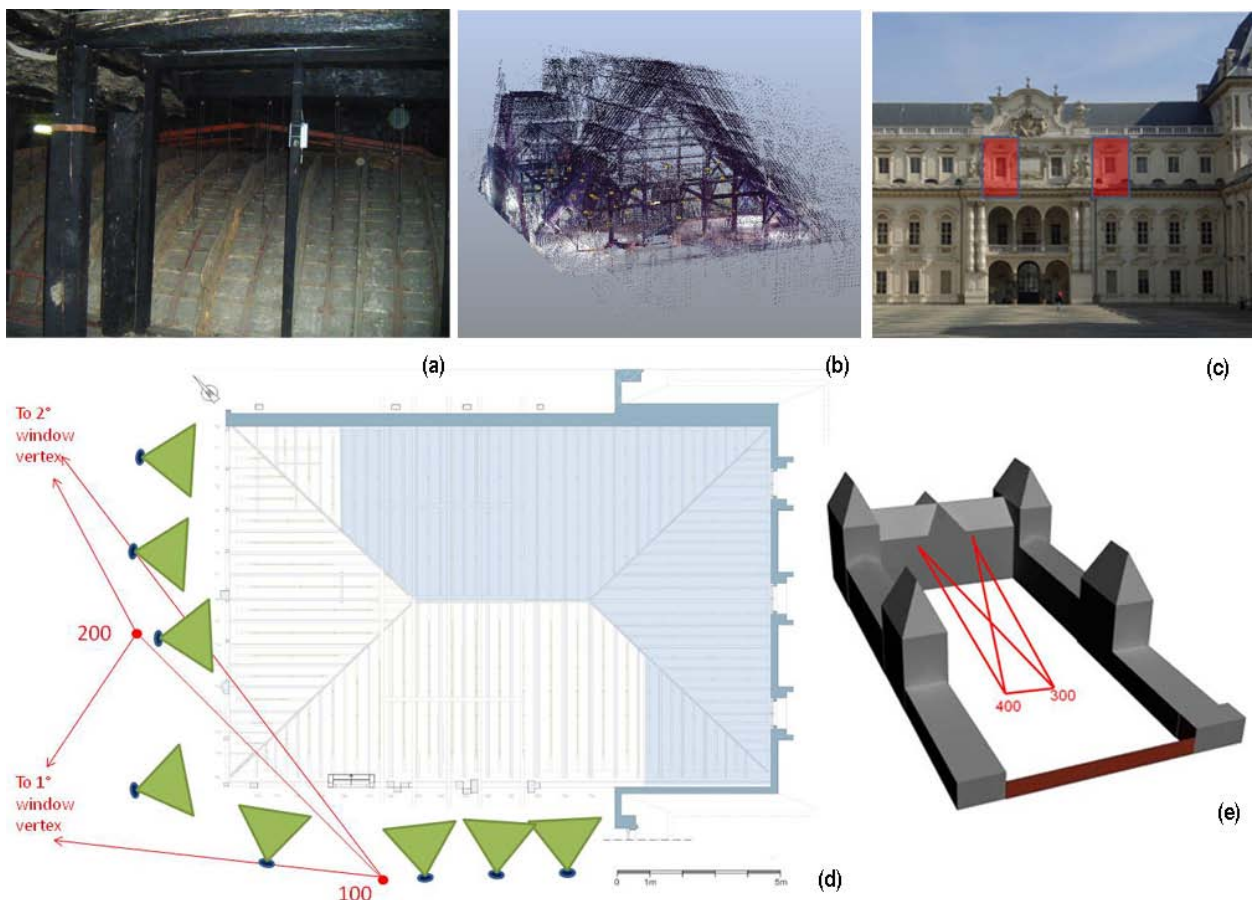 (a)
(b)
(c)
To 2°
window
vertex
200
To 1°
window
vertex
100
0 1m 5m
(d)
400
300
(e)